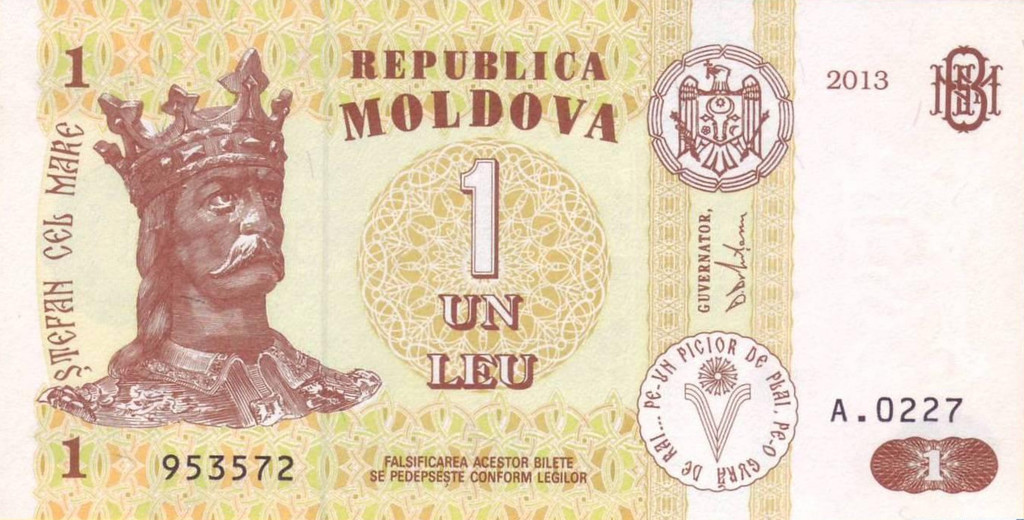 1
ȘTEFAN CEL MARE
REPUBLICA
MOLDOVA
1
UN
LEU
1
953572
FALSIFICAREA ACESTOR BILETE
SE PEDEPSEȘTE CONFORM LEGILOR
GUVERNATOR,
PE-UN PICIOR DE PLAI, PE-O GURĂ DE RAI...
2013
BNM
A.0227
1